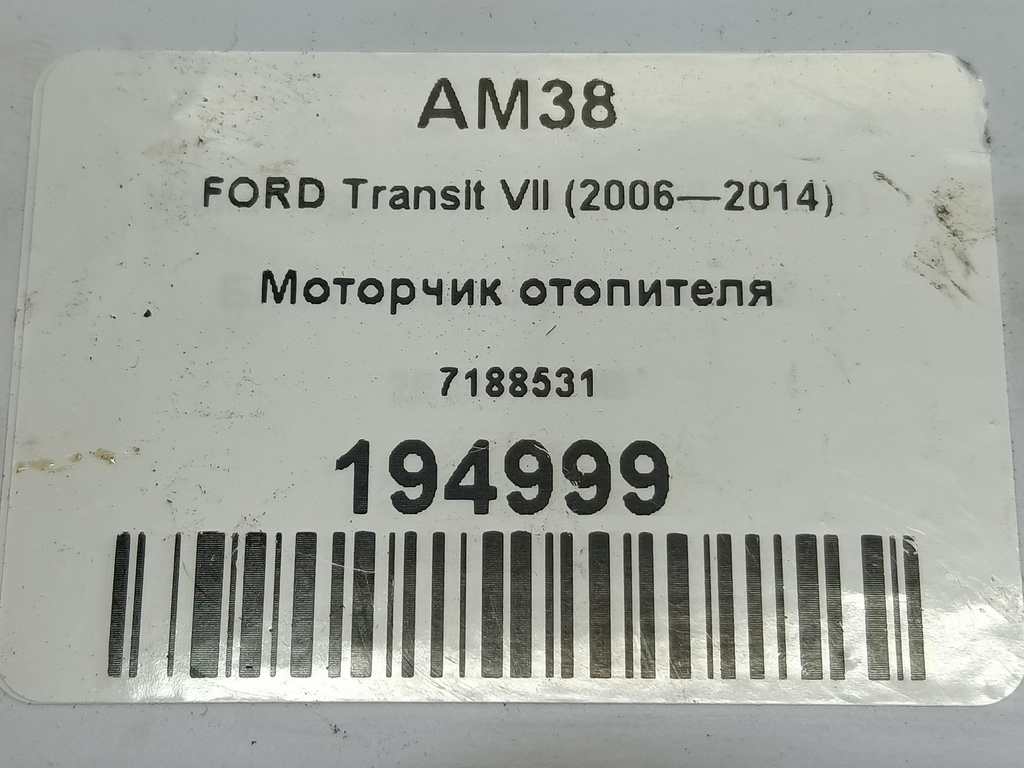 AM38
FORD Transit VII (2006—2014)
Моторчик отопителя
7188531
194999